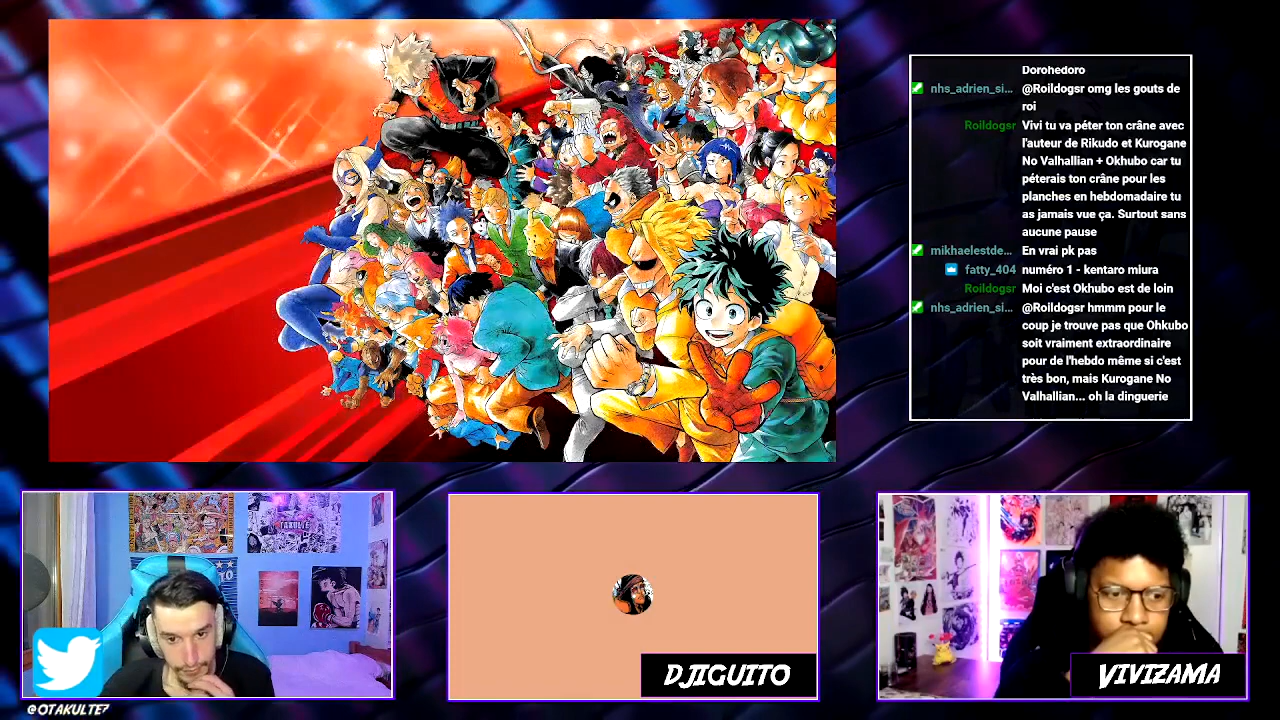 Dorohedoro
nhs_adrien_si... @Roildogsr omg les gouts de
roi
Roildogsr Vivi tu va péter ton crâne avec
l'auteur de Rikudo et Kurogane
No Valhallian + Okhubo car tu
péterais ton crâne pour les
planches en hebdomadaire tu
as jamais vue ça. Surtout sans
aucune pause
mikhaelestde... En vrai pk pas
fatty_404 numéro 1 - kentaro miura
Roildogsr Moi c'est Okhubo est de loin
nhs_adrien_si... @Roildogsr hmmm pour le
coup je trouve pas que Ohkubo
soit vraiment extraordinaire
pour de l'hebdo même si c'est
très bon, mais Kurogane No
Valhallian... oh la dinguerie
DJIGUITO
VIVIZAMA
@OTAKULTE7